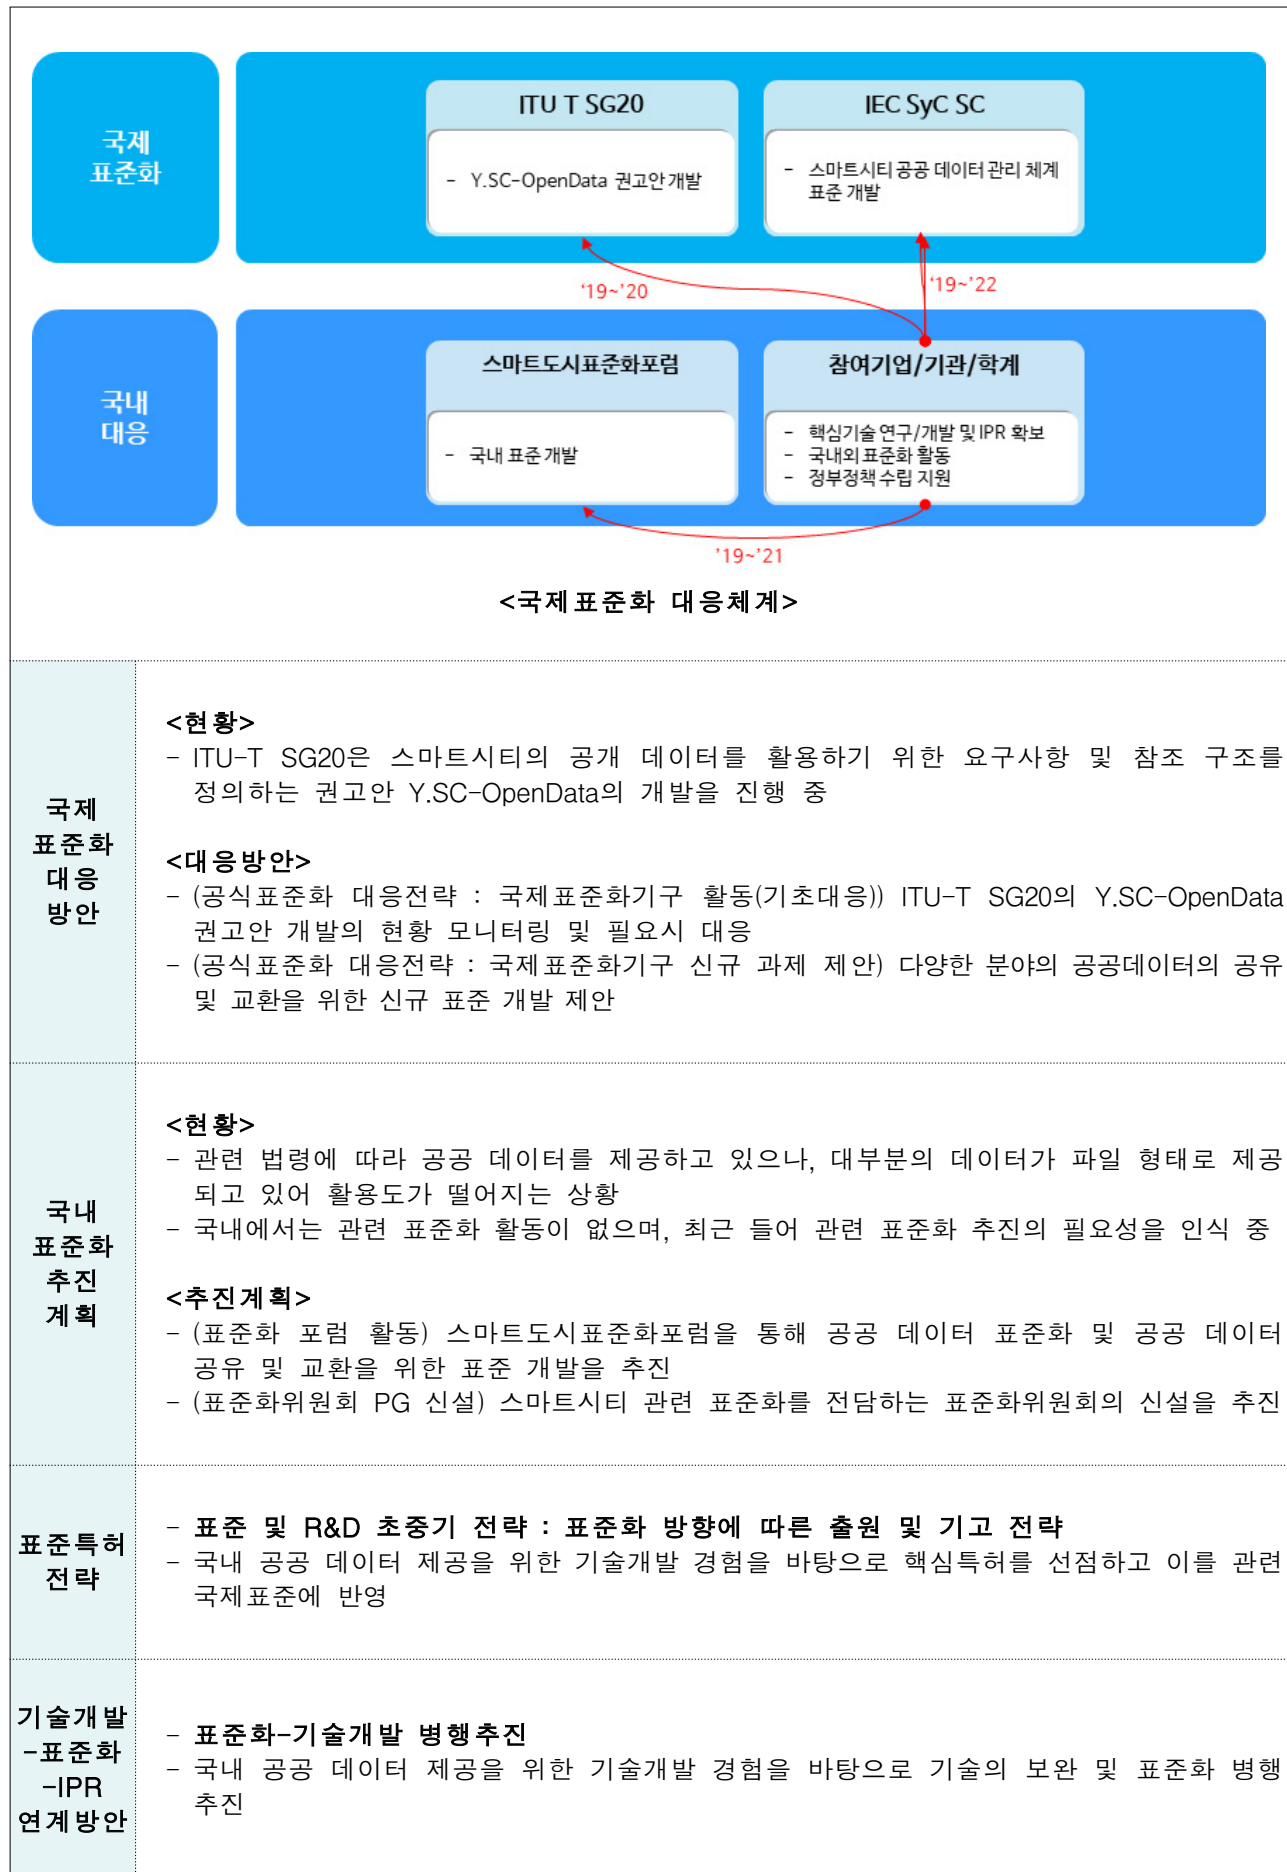 국제
표준화
ITU T SG20
- Y.SC-OpenData 권고안 개발
IEC SyC SC
- 스마트시티 공공 데이터 관리 체계
표준 개발
'19~'20
'19~'22
국내
대응
스마트도시표준화포럼
- 국내 표준 개발
참여기업/기관/학계
- 핵심기술 연구/개발 및 IPR 확보
- 국내외 표준화 활동
- 정부정책 수립 지원
'19~'21
<국제표준화 대응체계>
국제
표준화
대응
방안
<현황>
- ITU-T SG20은 스마트시티의 공개 데이터를 활용하기 위한 요구사항 및 참조 구조를
정의하는 권고안 Y.SC-OpenData의 개발을 진행 중
<대응방안>
- (공식표준화 대응전략 : 국제표준화기구 활동(기초대응)) ITU-T SG20의 Y.SC-OpenData
권고안 개발의 현황 모니터링 및 필요시 대응
- (공식표준화 대응전략 : 국제표준화기구 신규 과제 제안) 다양한 분야의 공공데이터의 공유
및 교환을 위한 신규 표준 개발 제안
국내
표준화
추진
계획
<현황>
- 관련 법령에 따라 공공 데이터를 제공하고 있으나, 대부분의 데이터가 파일 형태로 제공
되고 있어 활용도가 떨어지는 상황
- 국내에서는 관련 표준화 활동이 없으며, 최근 들어 관련 표준화 추진의 필요성을 인식 중
<추진계획>
- (표준화 포럼 활동) 스마트도시표준화포럼을 통해 공공 데이터 표준화 및 공공 데이터
공유 및 교환을 위한 표준 개발을 추진
- (표준화위원회 PG 신설) 스마트시티 관련 표준화를 전담하는 표준화위원회의 신설을 추진
표준특허
전략
- 표준 및 R&D 초중기 전략 : 표준화 방향에 따른 출원 및 기고 전략
- 국내 공공 데이터 제공을 위한 기술개발 경험을 바탕으로 핵심특허를 선점하고 이를 관련
국제표준에 반영
기술개발
-표준화
-IPR
연계방안
- 표준화-기술개발 병행추진
- 국내 공공 데이터 제공을 위한 기술개발 경험을 바탕으로 기술의 보완 및 표준화 병행
추진